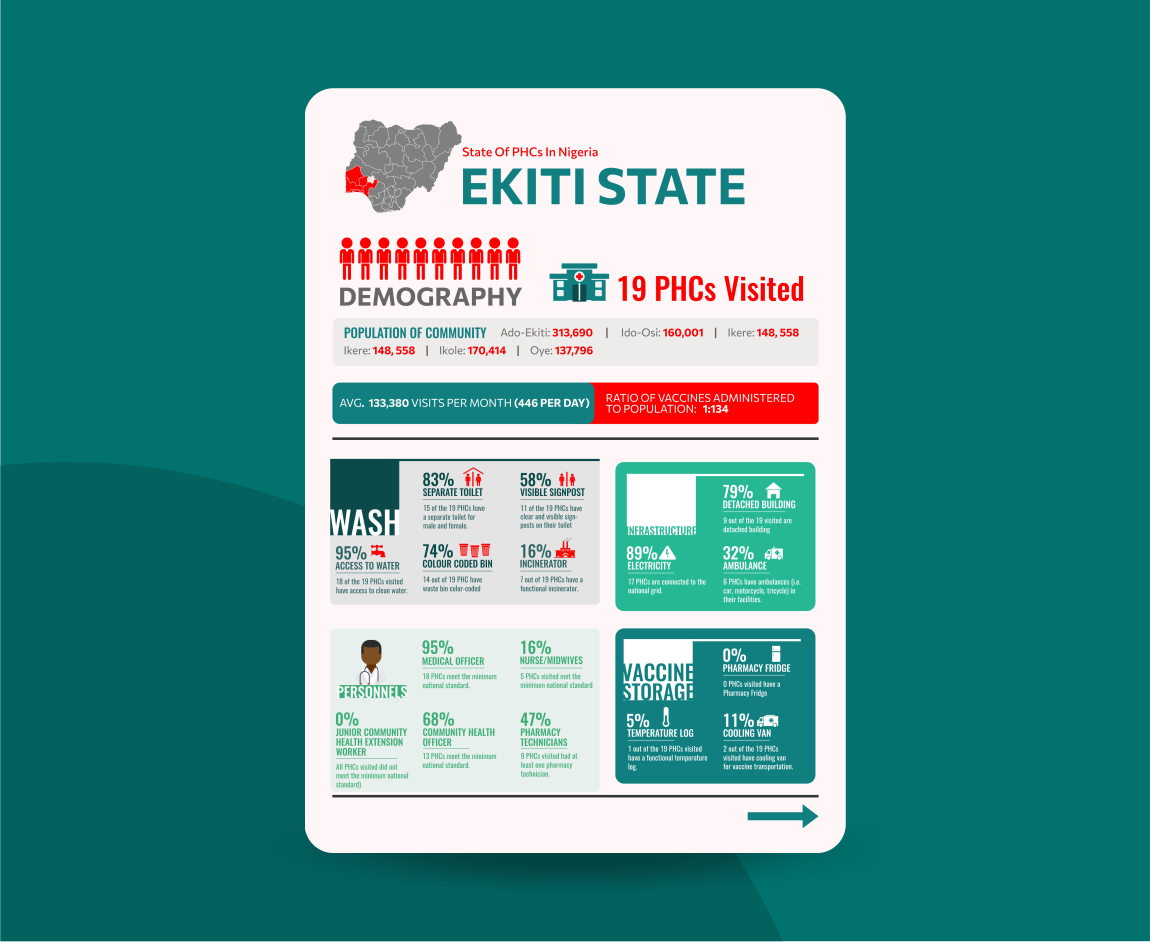 State Of PHCs In Nigeria
EKITI STATE
DEMOGRAPHY
19 PHCs Visited
POPULATION OF COMMUNITY Ado-Ekiti: 313,690 | Ido-Osi: 160,001 | Ikere: 148, 558
Ikere: 148, 558 | Ikole: 170,414 | Oye: 137,796
AVG. 133,380 VISITS PER MONTH (446 PER DAY)
RATIO OF VACCINES ADMINISTERED
TO POPULATION: 1:134
WASH
83%
SEPARATE TOILET
15 of the 19 PHCs have
a separate toilet for
male and female.
58%
VISIBLE SIGNPOST
11 of the 19 PHCs have
clear and visible sign-
pests on their toilet
95%
ACCESS TO WATER
18 of the 19 PHCs visited
have access to clean water.
74%
COLOUR CODED BIN
14 out of 19 PHC have
waste bin color-coded
16%
INCINERATOR
7 out of 19 PHCs have a
functional incinerator.
INFRASTRUCTURE
79%
DETACHED BUILDING
9 out of the 19 visited are
detached building
89%
ELECTRICITY
17 PHCs are connected to the
national grid.
32%
AMBULANCE
6 PHCs have ambulances (i.e.
car, motorcycle, tricycle) in
their facilities.
PERSONNELS
95%
MEDICAL OFFICER
18 PHCs meet the minimum
national standard.
16%
NURSE/MIDWIVES
5 PHCs visited met the
minimum national standard
0%
JUNIOR COMMUNITY
HEALTH EXTENSION
WORKER
All PHCs visited did not
meet the minimum national
standard)
68%
COMMUNITY HEALTH
OFFICER
13 PHCs meet the minimum
national standard.
47%
PHARMACY
TECHNICIANS
9 PHCs visited had at
least one pharmacy
technician.
VACCINE
STORAGE
0%
PHARMACY FRIDGE
0 PHCs visited have a
Pharmacy Fridge
5%
TEMPERATURE LOG
1 out of the 19 PHCs visited
have a functional temperature
log.
11%
COOLING VAN
2 out of the 19 PHCs
visited have cooling van
for vaccine transportation.